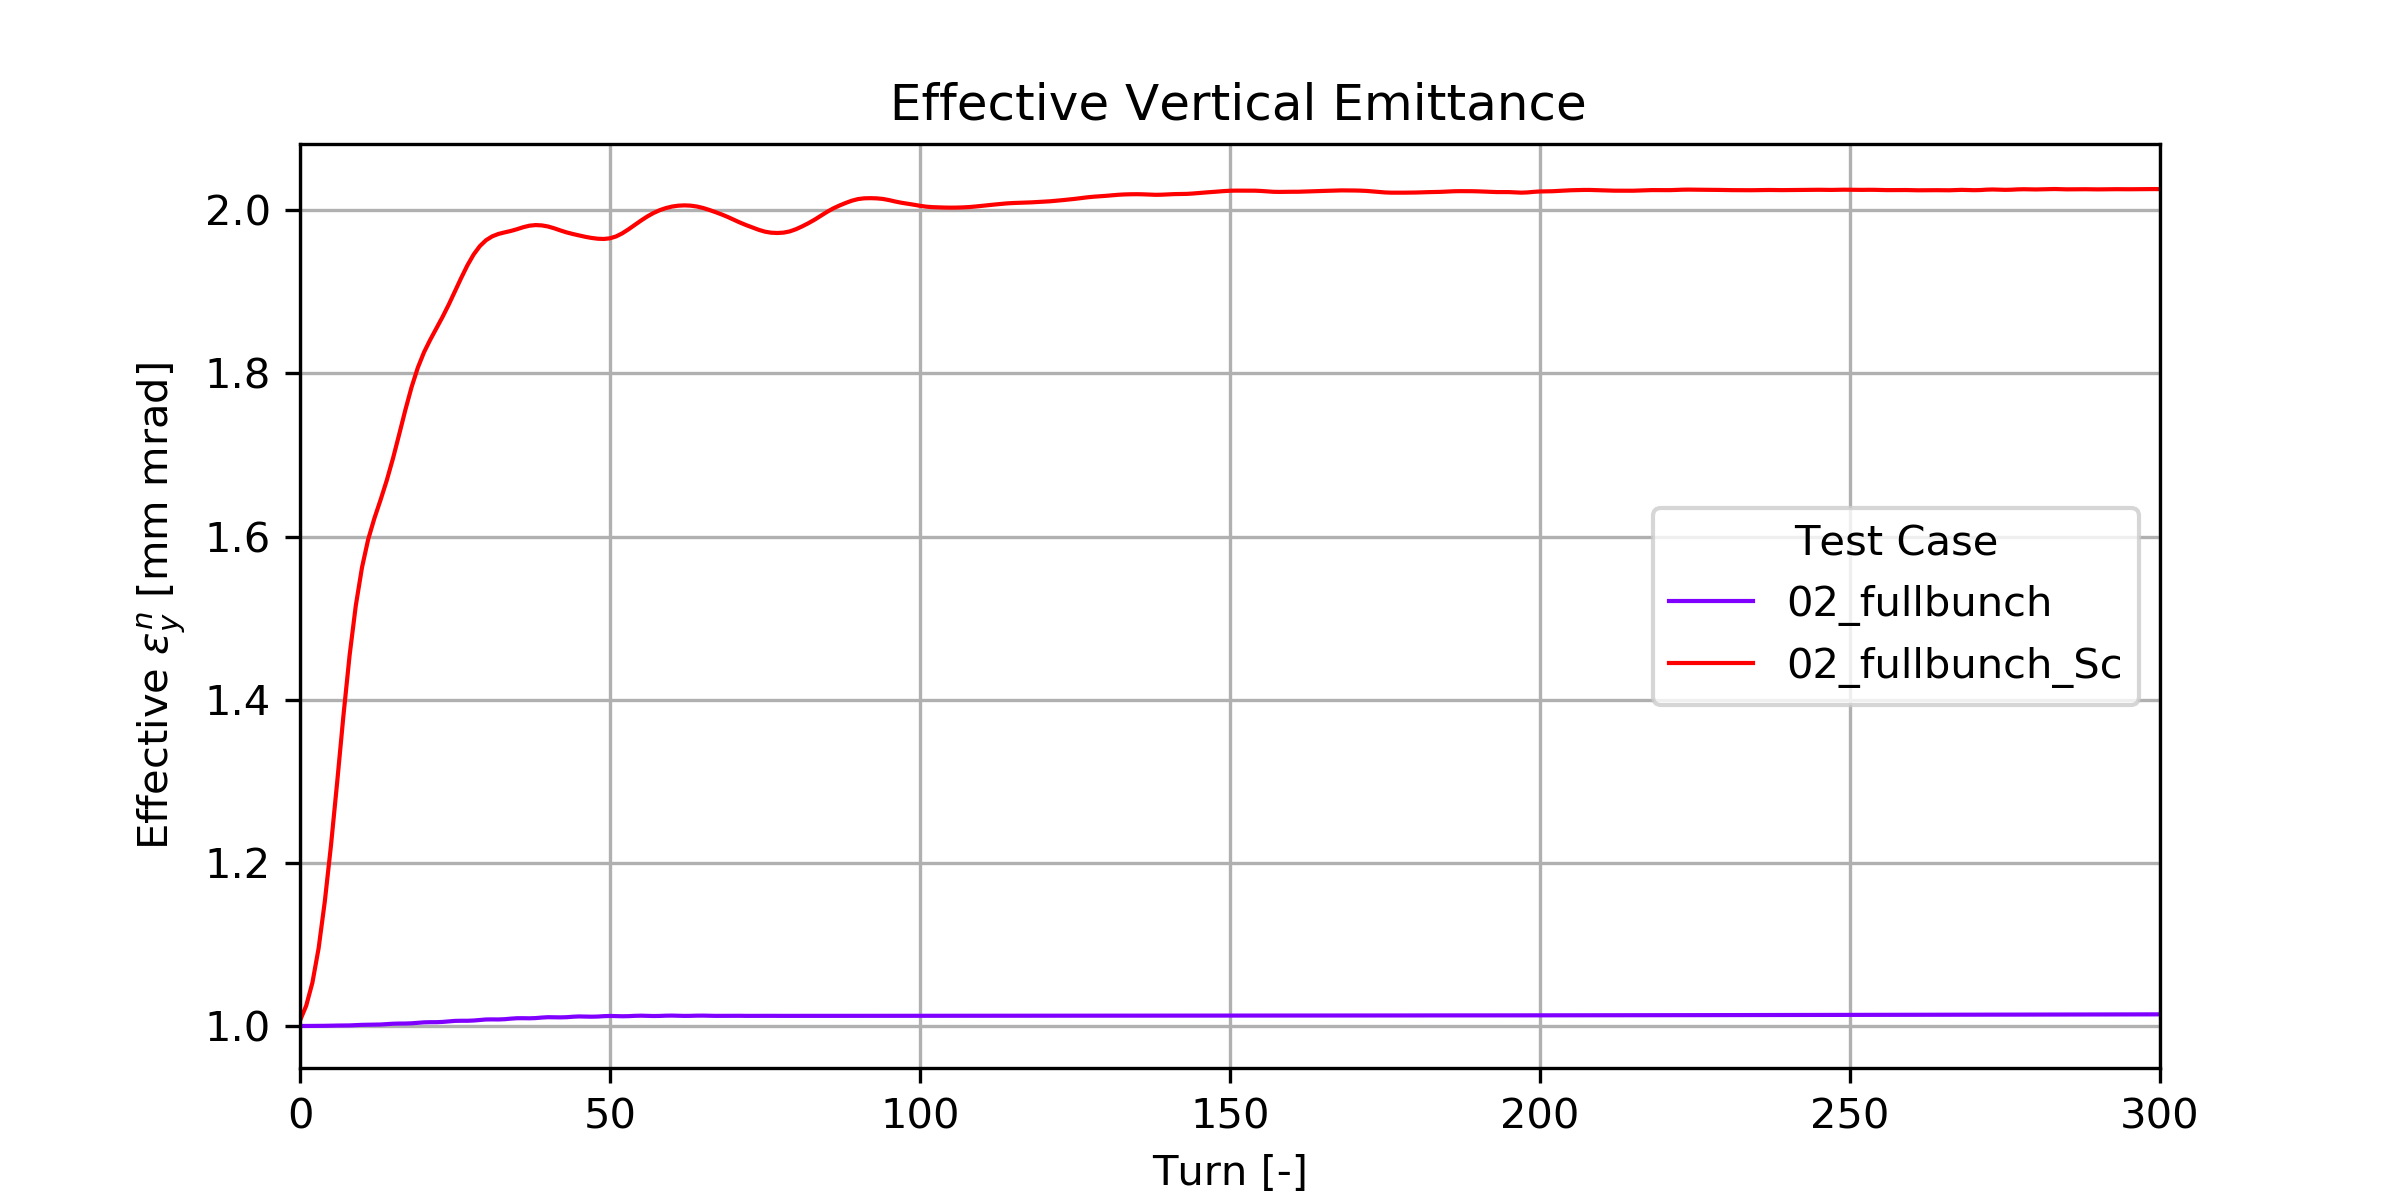 Effective Vertical Emittance
Effective ε_y^n [mm mrad]
2.0
1.8
1.6
1.4
1.2
1.0
Test Case
02_fullbunch
02_fullbunch_Sc
0 50 100 150 200 250 300
Turn [-]